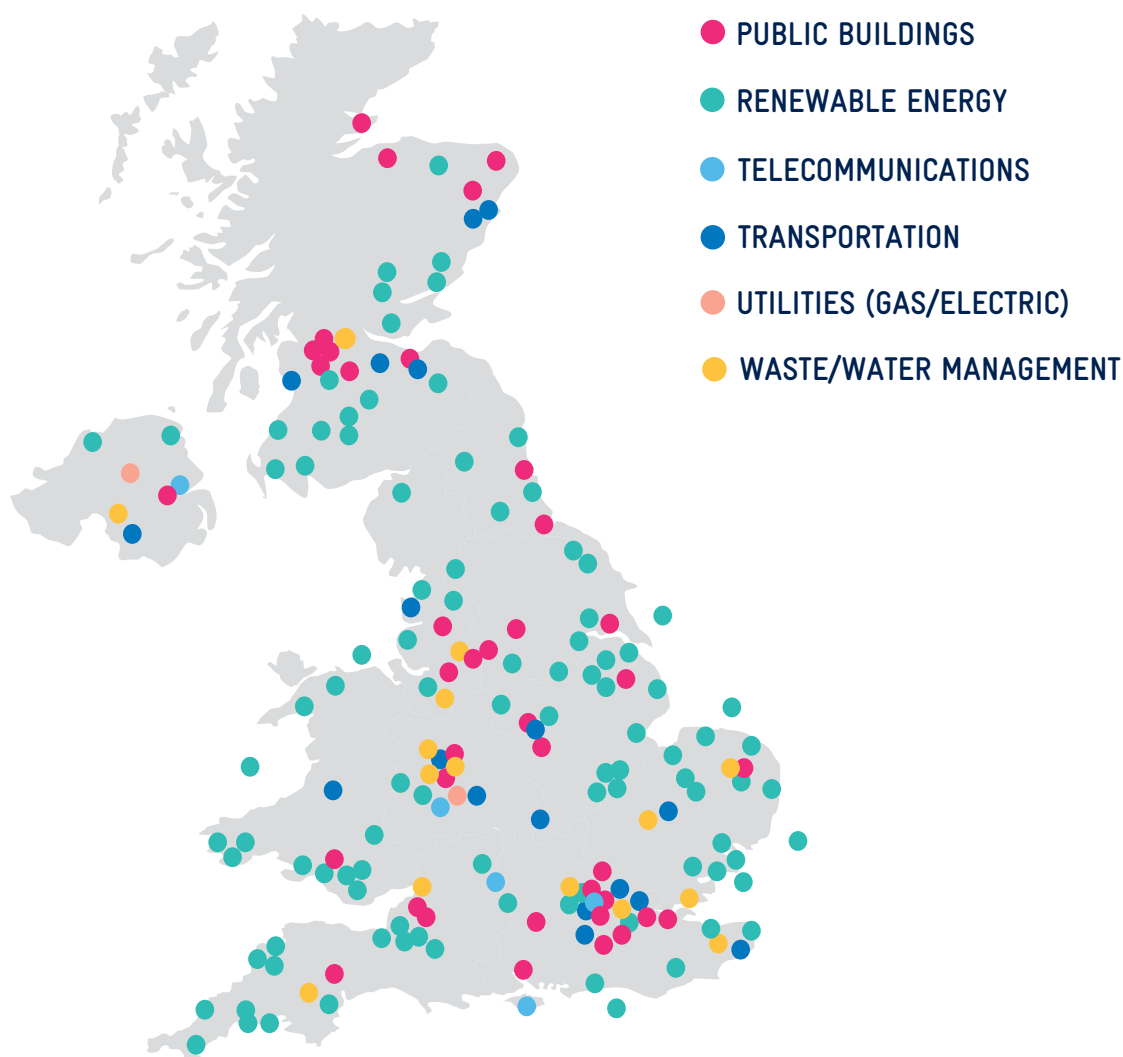 PUBLIC BUILDINGS
RENEWABLE ENERGY
TELECOMMUNICATIONS
TRANSPORTATION
UTILITIES (GAS/ELECTRIC)
WASTE/WATER MANAGEMENT